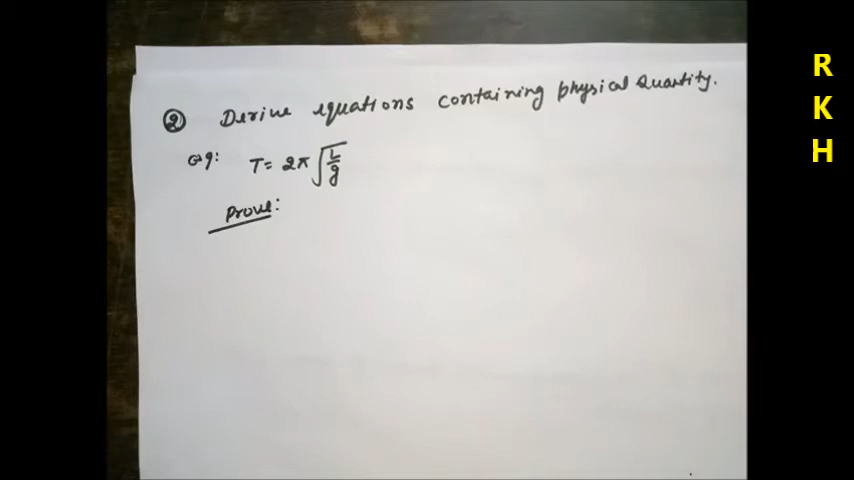 ② Derive equations containing physical Quantity.
eg: T = 2π √(L/g)
Prove:
R
K
H